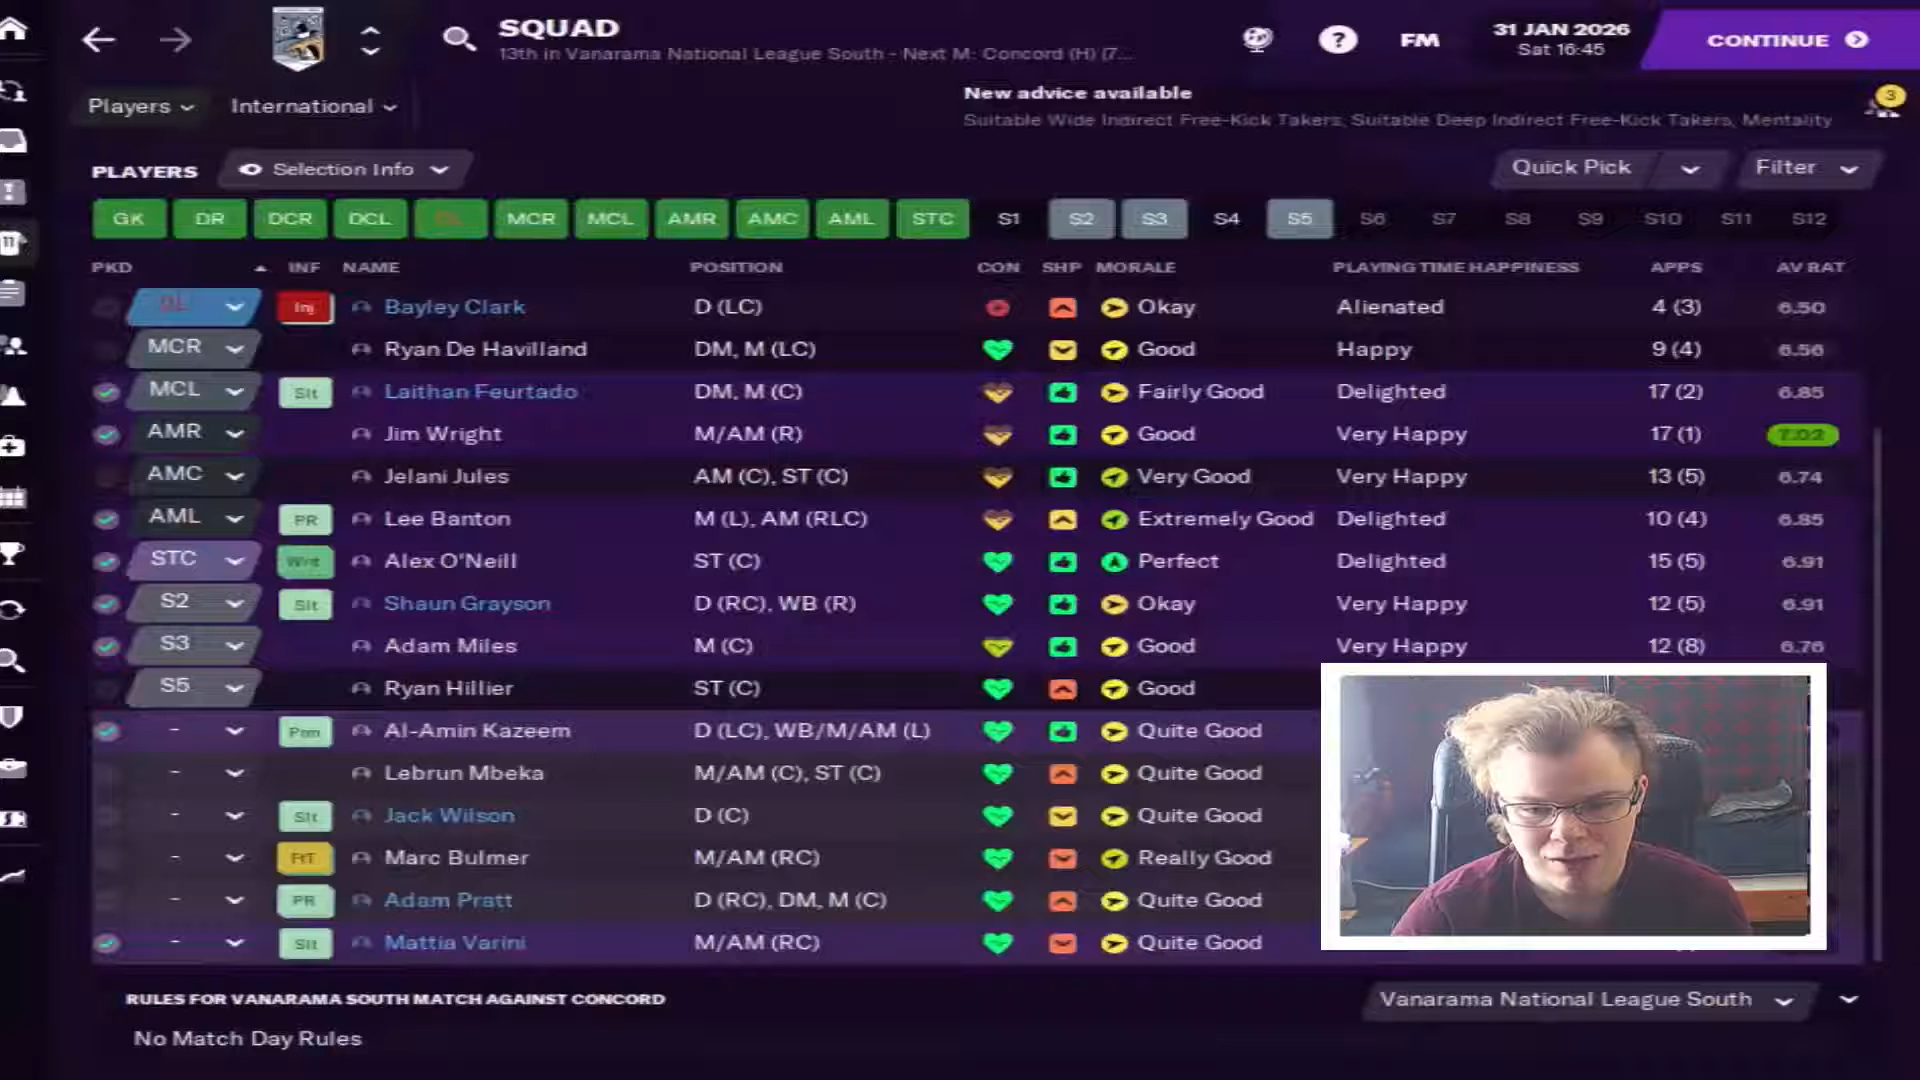 SQUAD
13th in Vanarama National League South - Next M: Concord (H) (7...
FM
31 JAN 2026
Sat 16:45
CONTINUE
Players
International
New advice available
Suitable Wide Indirect Free-Kick Takers, Suitable Deep Indirect Free-Kick Takers, Mentality
3
PLAYERS
Selection Info
Quick Pick
Filter
GK DR DCR DCL DL MCR MCL AMR AMC AML STC S1 S2 S3 S4 S5 S6 S7 S8 S9 S10 S11 S12
PKD INF NAME POSITION CON SHP MORALE PLAYING TIME HAPPINESS APPS AV RAT
DL Inj Bayley Clark D (LC) Okay Alienated 4 (3) 6.50
MCR Ryan De Havilland DM, M (LC) Good Happy 9 (4) 6.56
MCL Slt Laithan Feurtado DM, M (C) Fairly Good Delighted 17 (2) 6.85
AMR Jim Wright M/AM (R) Good Very Happy 17 (1) 7.02
AMC Jelani Jules AM (C), ST (C) Very Good Very Happy 13 (5) 6.74
AML PR Lee Banton M (L), AM (RLC) Extremely Good Delighted 10 (4) 6.85
STC Wnt Alex O'Neill ST (C) Perfect Delighted 15 (5) 6.91
S2 Slt Shaun Grayson D (RC), WB (R) Okay Very Happy 12 (5) 6.91
S3 Adam Miles M (C) Good Very Happy 12 (8) 6.76
S5 Ryan Hillier ST (C) Good
- Pnn Al-Amin Kazeem D (LC), WB/M/AM (L) Quite Good
- Lebrun Mbeka M/AM (C), ST (C) Quite Good
- Slt Jack Wilson D (C) Quite Good
- FtT Marc Bulmer M/AM (RC) Really Good
- PR Adam Pratt D (RC), DM, M (C) Quite Good
- Slt Mattia Varini M/AM (RC) Quite Good
RULES FOR VANARAMA SOUTH MATCH AGAINST CONCORD
Vanarama National League South
No Match Day Rules